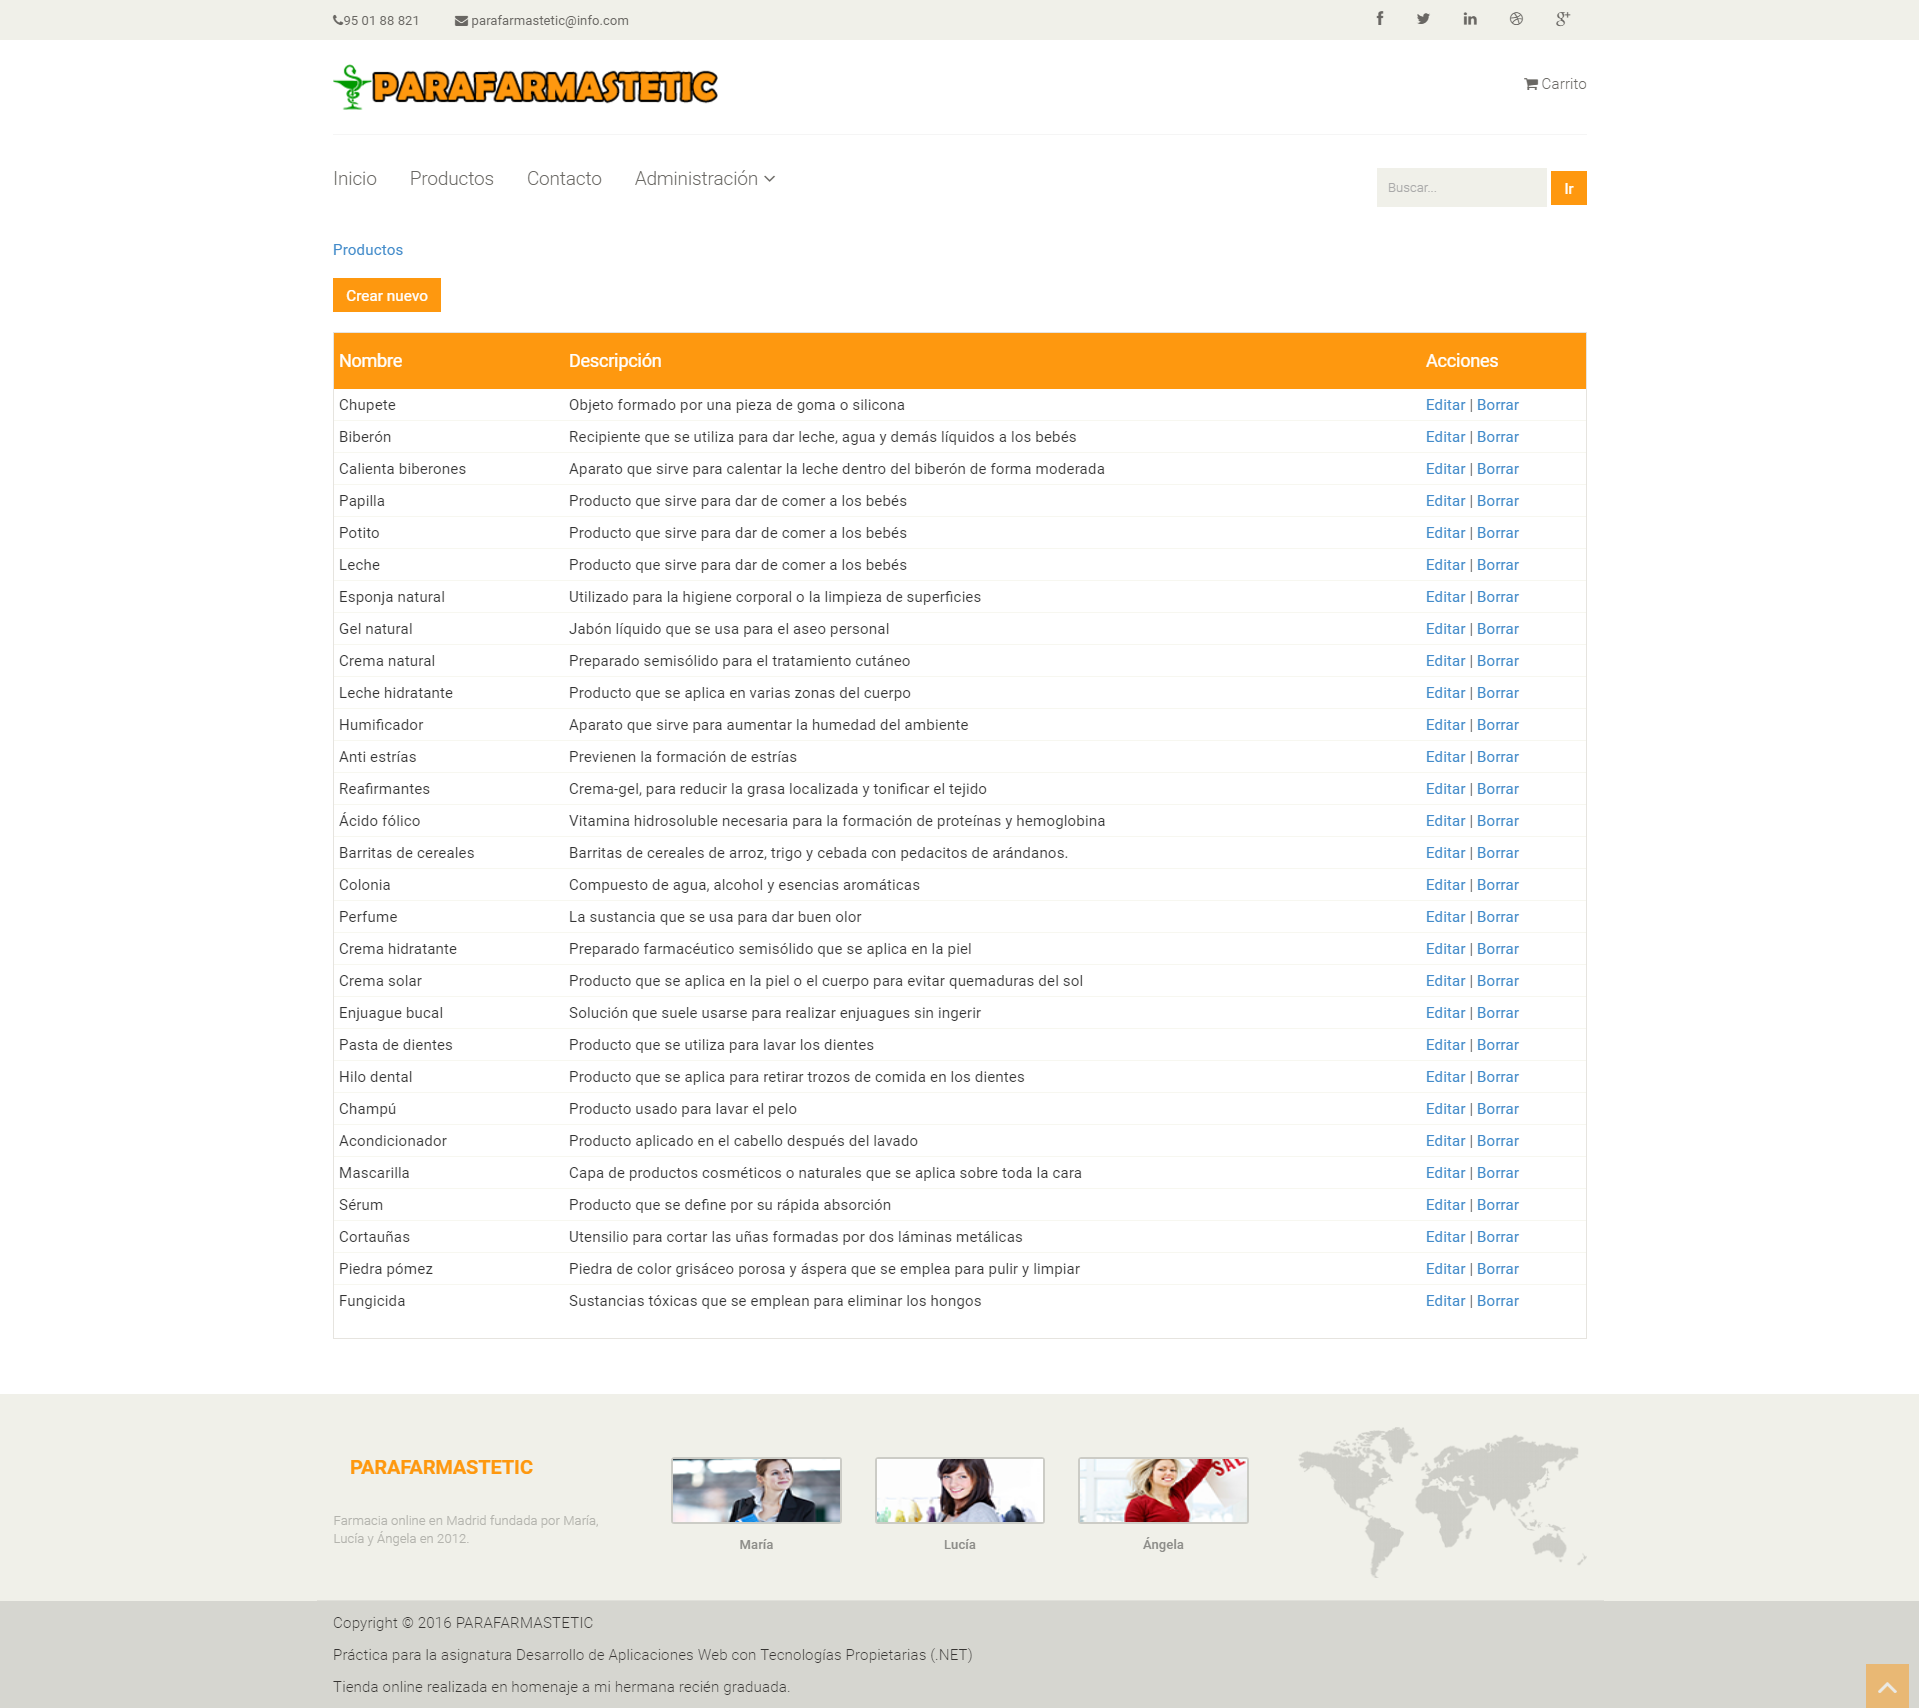 95 01 88 821 parafarmastetic@info.com
PARAFARMASTETIC
Carrito
Inicio Productos Contacto Administración
Buscar... Ir
Productos
Crear nuevo
Nombre Descripción Acciones
Chupete Objeto formado por una pieza de goma o silicona Editar | Borrar
Biberón Recipiente que se utiliza para dar leche, agua y demás líquidos a los bebés Editar | Borrar
Calienta biberones Aparato que sirve para calentar la leche dentro del biberón de forma moderada Editar | Borrar
Papilla Producto que sirve para dar de comer a los bebés Editar | Borrar
Potito Producto que sirve para dar de comer a los bebés Editar | Borrar
Leche Producto que sirve para dar de comer a los bebés Editar | Borrar
Esponja natural Utilizado para la higiene corporal o la limpieza de superficies Editar | Borrar
Gel natural Jabón líquido que se usa para el aseo personal Editar | Borrar
Crema natural Preparado semisólido para el tratamiento cutáneo Editar | Borrar
Leche hidratante Producto que se aplica en varias zonas del cuerpo Editar | Borrar
Humificador Aparato que sirve para aumentar la humedad del ambiente Editar | Borrar
Anti estrías Previenen la formación de estrías Editar | Borrar
Reafirmantes Crema-gel, para reducir la grasa localizada y tonificar el tejido Editar | Borrar
Ácido fólico Vitamina hidrosoluble necesaria para la formación de proteínas y hemoglobina Editar | Borrar
Barritas de cereales Barritas de cereales de arroz, trigo y cebada con pedacitos de arándanos. Editar | Borrar
Colonia Compuesto de agua, alcohol y esencias aromáticas Editar | Borrar
Perfume La sustancia que se usa para dar buen olor Editar | Borrar
Crema hidratante Preparado farmacéutico semisólido que se aplica en la piel Editar | Borrar
Crema solar Producto que se aplica en la piel o el cuerpo para evitar quemaduras del sol Editar | Borrar
Enjuague bucal Solución que suele usarse para realizar enjuagues sin ingerir Editar | Borrar
Pasta de dientes Producto que se utiliza para lavar los dientes Editar | Borrar
Hilo dental Producto que se aplica para retirar trozos de comida en los dientes Editar | Borrar
Champú Producto usado para lavar el pelo Editar | Borrar
Acondicionador Producto aplicado en el cabello después del lavado Editar | Borrar
Mascarilla Capa de productos cosméticos o naturales que se aplica sobre toda la cara Editar | Borrar
Sérum Producto que se define por su rápida absorción Editar | Borrar
Cortauñas Utensilio para cortar las uñas formadas por dos láminas metálicas Editar | Borrar
Piedra pómez Piedra de color grisáceo porosa y áspera que se emplea para pulir y limpiar Editar | Borrar
Fungicida Sustancias tóxicas que se emplean para eliminar los hongos Editar | Borrar
PARAFARMASTETIC
Farmacia online en Madrid fundada por María,
Lucía y Ángela en 2012.
SAL
María Lucía Ángela
Copyright © 2016 PARAFARMASTETIC
Práctica para la asignatura Desarrollo de Aplicaciones Web con Tecnologías Propietarias (.NET)
Tienda online realizada en homenaje a mi hermana recién graduada.